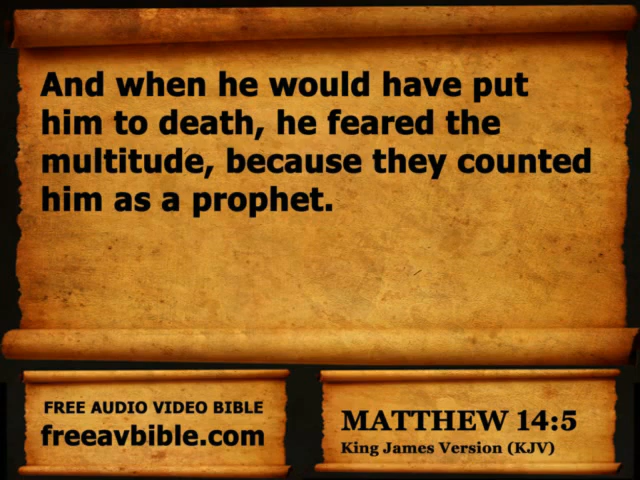 And when he would have put
him to death, he feared the
multitude, because they counted
him as a prophet.
FREE AUDIO VIDEO BIBLE
freeavbible.com
MATTHEW 14:5
King James Version (KJV)